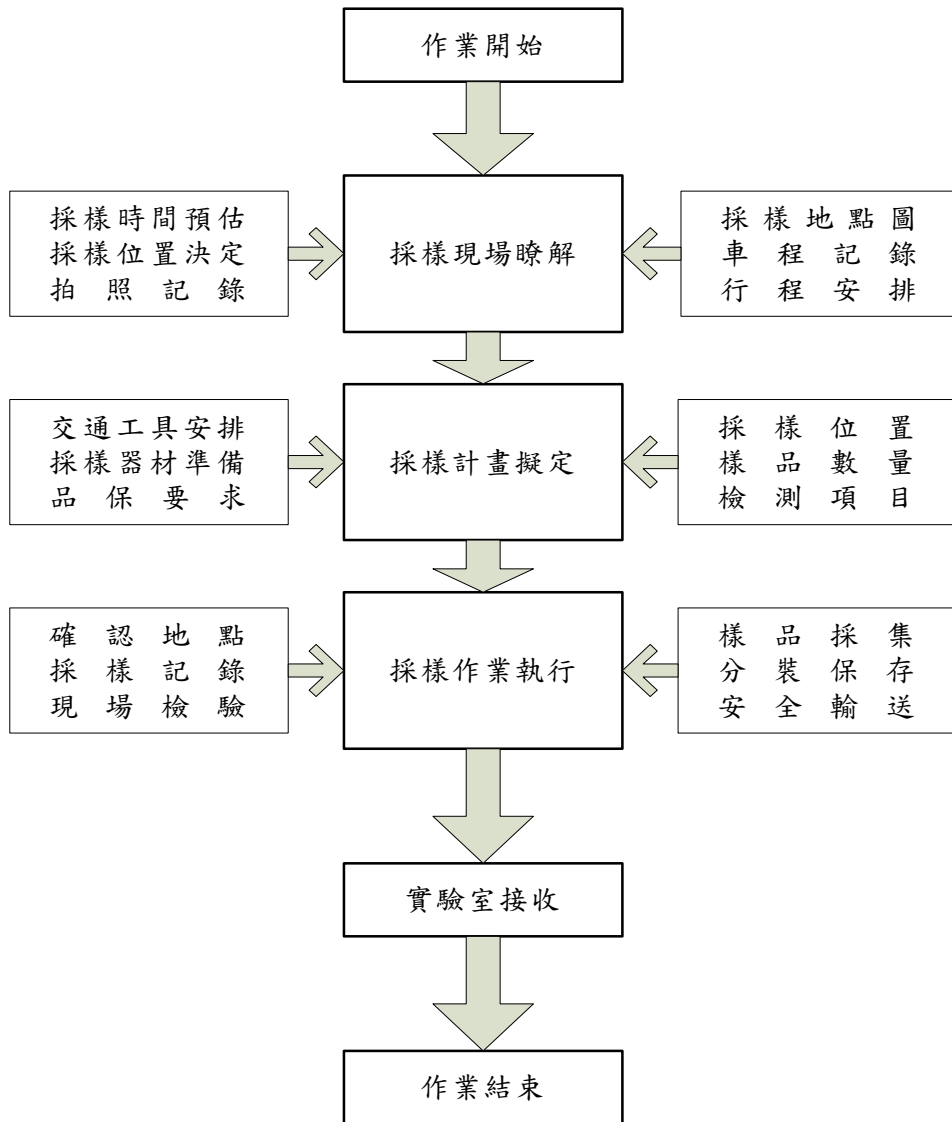 作業開始
採樣時間預估
採樣位置決定
拍照記錄
採樣現場瞭解
採樣地點圖
車程記錄
行程安排
交通工具安排
採樣器材準備
品保要求
採樣計畫擬定
採樣位置
樣品數量
檢測項目
確認地點
採樣記錄
現場檢驗
採樣作業執行
樣品採集
分裝保存
安全輸送
實驗室接收
作業結束